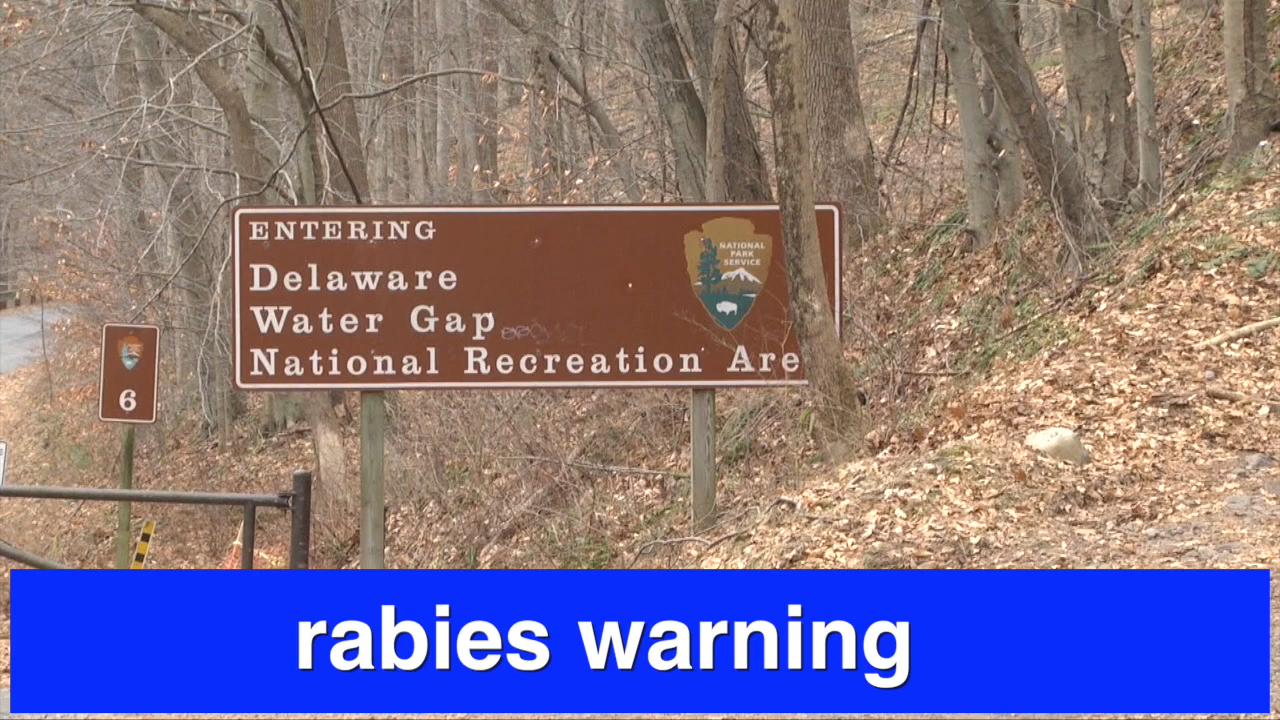 ENTERING
Delaware
Water Gap
National Recreation Are
NATIONAL
PARK
SERVICE
6
rabies warning